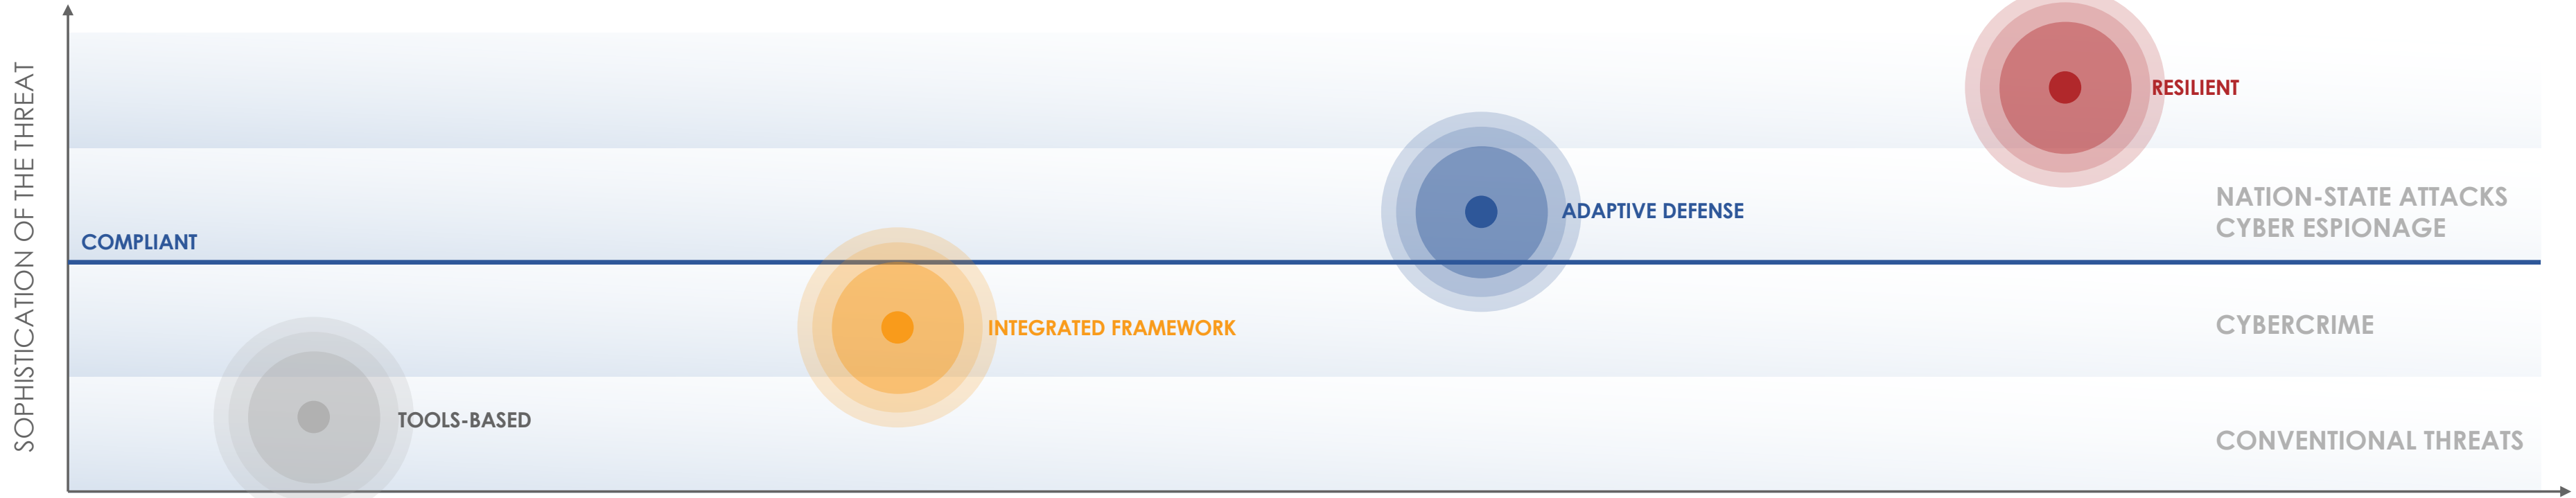 SOPHISTICATION OF THE THREAT
RESILIENT
NATION-STATE ATTACKS
CYBER ESPIONAGE
ADAPTIVE DEFENSE
COMPLIANT
INTEGRATED FRAMEWORK
CYBERCRIME
TOOLS-BASED
CONVENTIONAL THREATS